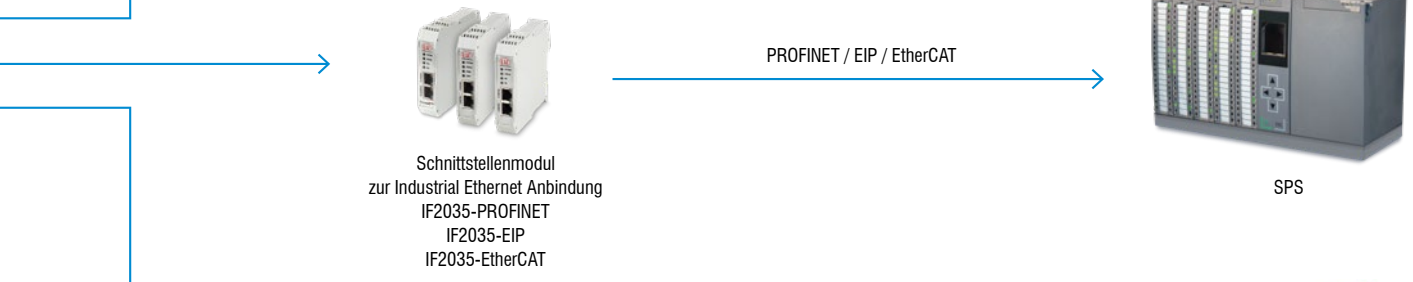 PROFINET / EIP / EtherCAT
Schnittstellenmodul
zur Industrial Ethernet Anbindung
IF2035-PROFINET
IF2035-EIP
IF2035-EtherCAT
SPS